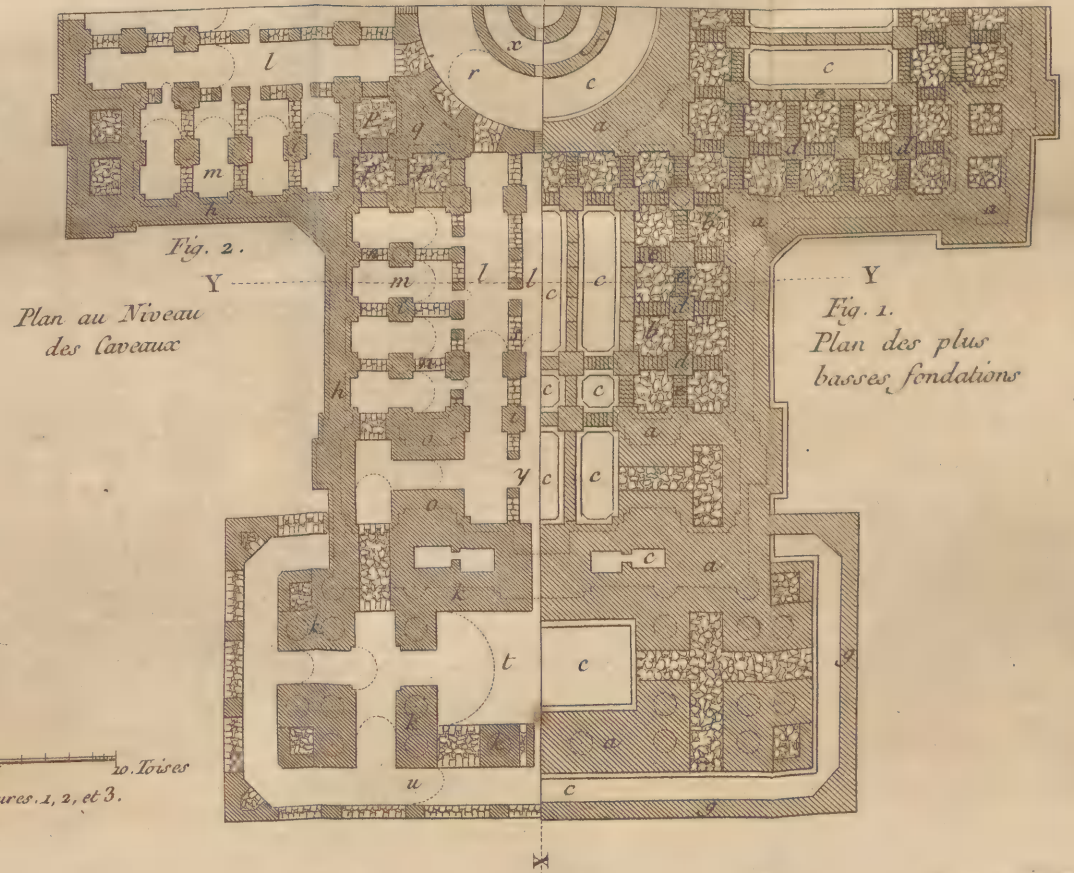 i
l
x
r
c
c
e
p
q
a
d
d
m
h
p
p
b
a
a
Fig. 2.
Y
Y
n
m
l
l
c
c
e
e
d
i
b
Plan au Niveau
des Caveaux
Fig. 1.
Plan des plus
basses fondations
n
d
h
c
c
e
i
o
a
y
c
c
o
c
a
k
k
t
c
g
k
k
a
u
c
g
10. Toises
ures. 1, 2, et 3.
X